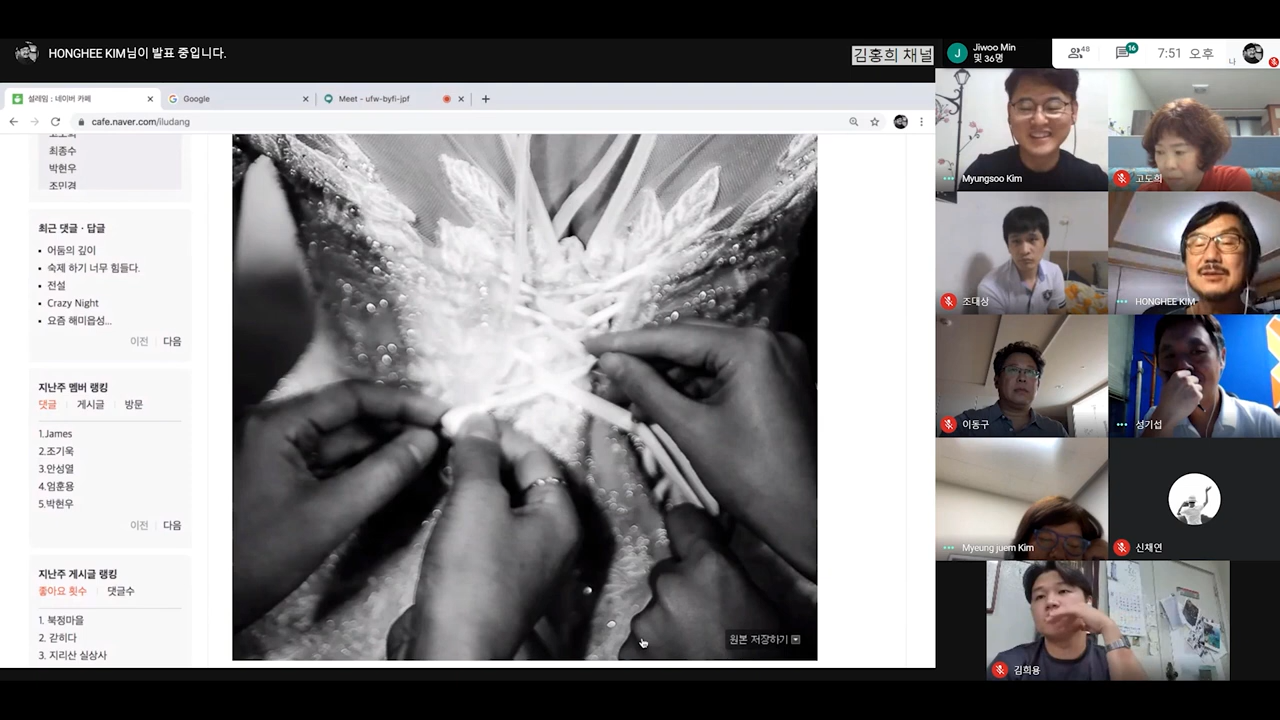 HONGHEE KIM님이 발표 중입니다.
김홍희 채널
J
Jiwoo Min
및 36명
48
16
7:51 오후
나
설레임 : 네이버 카페
Google
Meet - ufw-byfi-jpf
cafe.naver.com/illudang
고도희
최종수
박현우
조민경
최근 댓글 · 답글
어둠의 깊이
숙제 하기 너무 힘들다.
전설
Crazy Night
요즘 해미읍성...
이전 다음
지난주 멤버 랭킹
댓글 게시글 방문
1.James
2.조기욱
3.안성열
4.엄훈용
5.박현우
이전 다음
지난주 게시글 랭킹
좋아요 횟수 댓글수
1. 북정마을
2. 갇히다
3. 지리산 실상사
원본 저장하기
Myungsoo Kim
고도희
조대상
HONGHEE KIM
이동구
성기섭
Myeung juern Kim
신채연
김희용